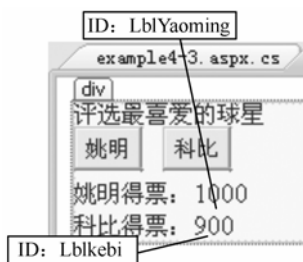 ID: LblYaoming
example4-3.aspx.cs
div
评选最喜爱的球星
姚明 科比
姚明得票：1000
科比得票：900
ID: Lblkebi